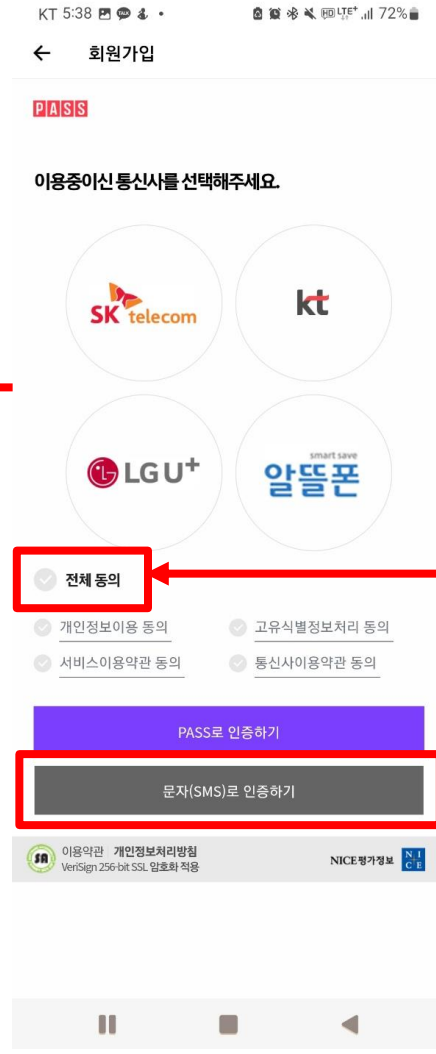 KT 5:38
72%
회원가입
PASS
이용중이신 통신사를 선택해주세요.
SK telecom
kt
LG U+
smart save
알뜰폰
전체 동의
개인정보이용 동의
고유식별정보처리 동의
서비스이용약관 동의
통신사이용약관 동의
PASS로 인증하기
문자(SMS)로 인증하기
이용약관 | 개인정보처리방침
VeriSign 256-bit SSL 암호화 적용
NICE평가정보 NICE